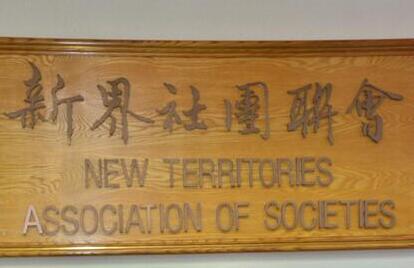 新界社團聯會
NEW TERRITORIES
ASSOCIATION OF SOCIETIES